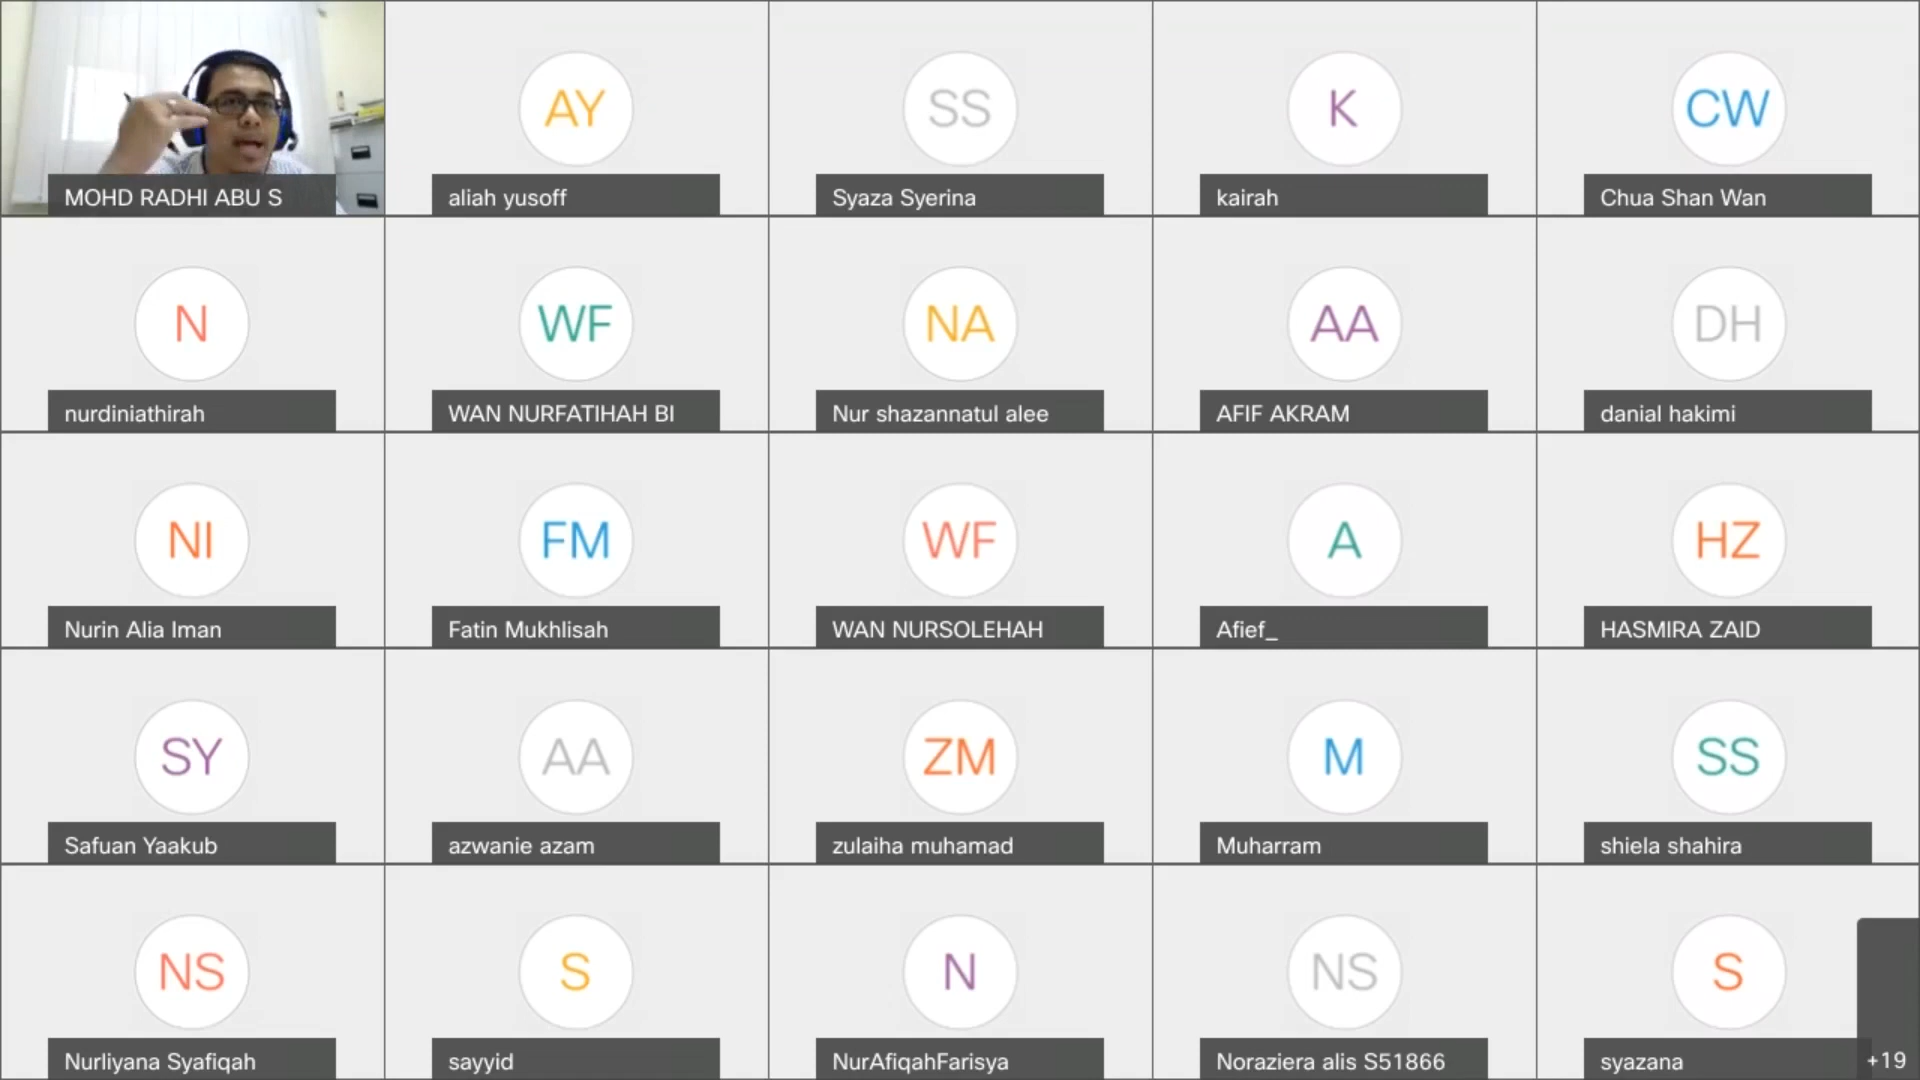 MOHD RADHI ABU S
AY
aliah yusoff
SS
Syaza Syerina
K
kairah
CW
Chua Shan Wan
N
nurdiniathirah
WF
WAN NURFATIHAH BI
NA
Nur shazannatul alee
AA
AFIF AKRAM
DH
danial hakimi
NI
Nurin Alia Iman
FM
Fatin Mukhlisah
WF
WAN NURSOLEHAH
A
Afief_
HZ
HASMIRA ZAID
SY
Safuan Yaakub
AA
azwanie azam
ZM
zulaiha muhamad
M
Muharram
SS
shiela shahira
NS
Nurliyana Syafiqah
S
sayyid
N
NurAfiqahFarisya
NS
Noraziera alis S51866
S
syazana
+19